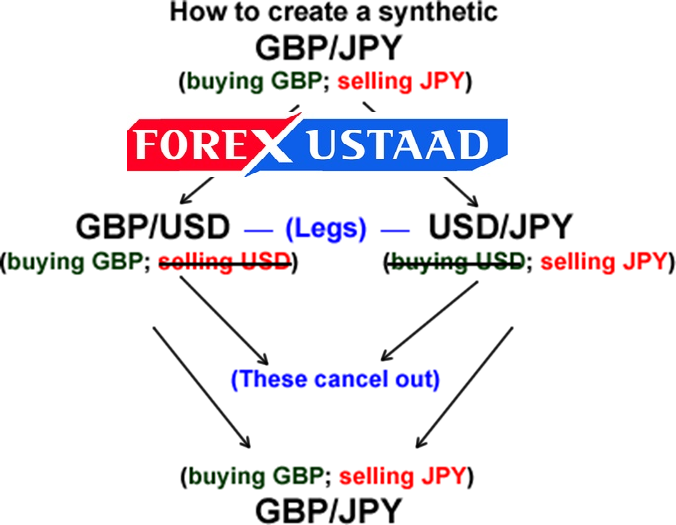 How to create a synthetic
GBP/JPY
(buying GBP; selling JPY)
FOREX USTAAD
GBP/USD — (Legs) — USD/JPY
(buying GBP; selling USD) (buying USD; selling JPY)
(These cancel out)
(buying GBP; selling JPY)
GBP/JPY